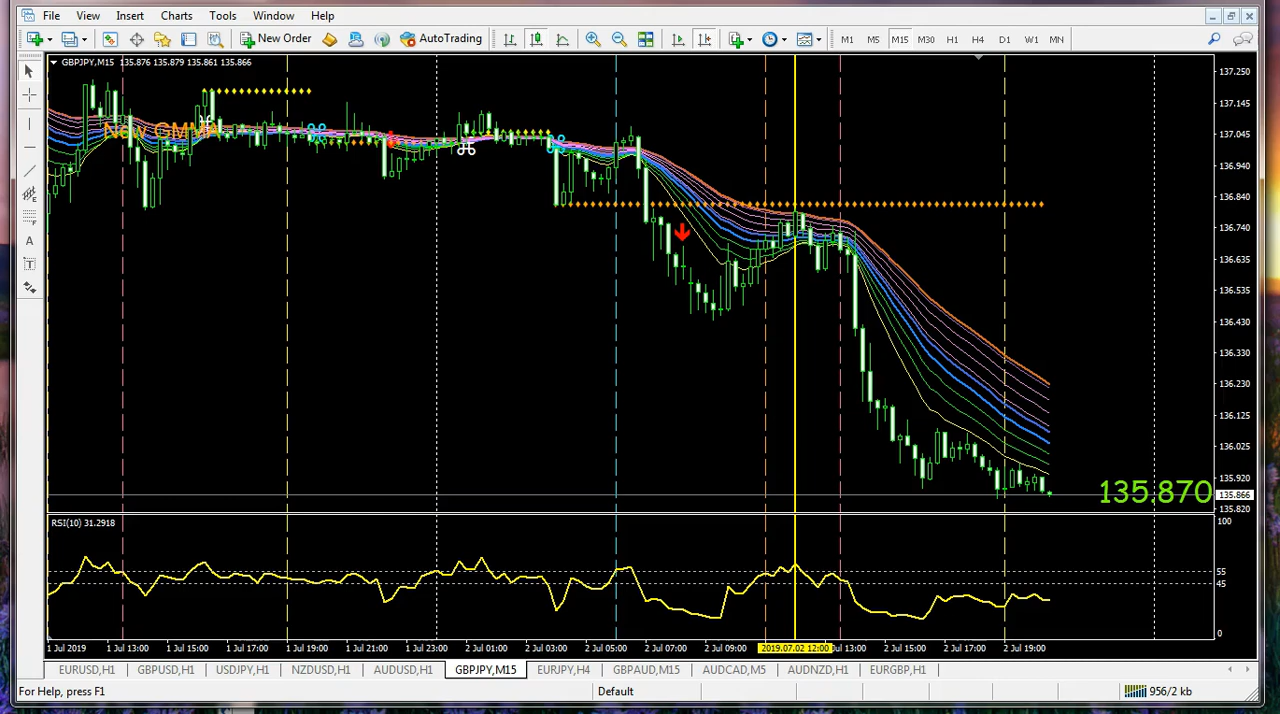 File View Insert Charts Tools Window Help
New Order AutoTrading M1 M5 M15 M30 H1 H4 D1 W1 MN
GBPJPY,M15 135.876 135.879 135.861 135.866
New GMMA
137.250
137.145
137.045
136.940
136.840
136.740
136.635
136.535
136.430
136.330
136.230
136.125
136.025
135.920
135.870
135.866
135.820
RSI(10) 31.2918
100
55
45
0
1 Jul 2019 1 Jul 13:00 1 Jul 15:00 1 Jul 17:00 1 Jul 19:00 1 Jul 21:00 1 Jul 23:00 2 Jul 01:00 2 Jul 03:00 2 Jul 05:00 2 Jul 07:00 2 Jul 09:00 2019.07.02 12:00 Jul 13:00 2 Jul 15:00 2 Jul 17:00 2 Jul 19:00
EURUSD,H1 GBPUSD,H1 USDJPY,H1 NZDUSD,H1 AUDUSD,H1 GBPJPY,M15 EURJPY,H4 GBPAUD,M15 AUDCAD,M5 AUDNZD,H1 EURGBP,H1
For Help, press F1 Default 956/2 kb